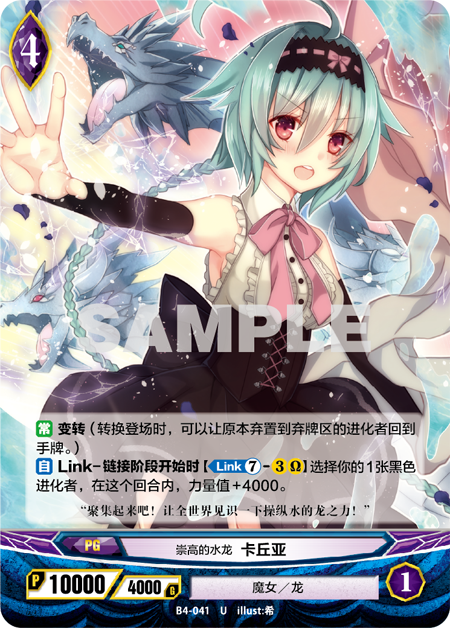 4
SAMPLE
常 变转（转换登场时，可以让原本弃置到弃牌区的进化者回到
手牌。）
自 Link-链接阶段开始时【Link 7-3 Ω】选择你的1张黑色
进化者，在这个回合内，力量值+4000。
“聚集起来吧！让全世界见识一下操纵水的龙之力！”
PG 崇高的水龙 卡丘亚
P 10000 4000 G 魔女／龙 1
B4-041 U illust:希